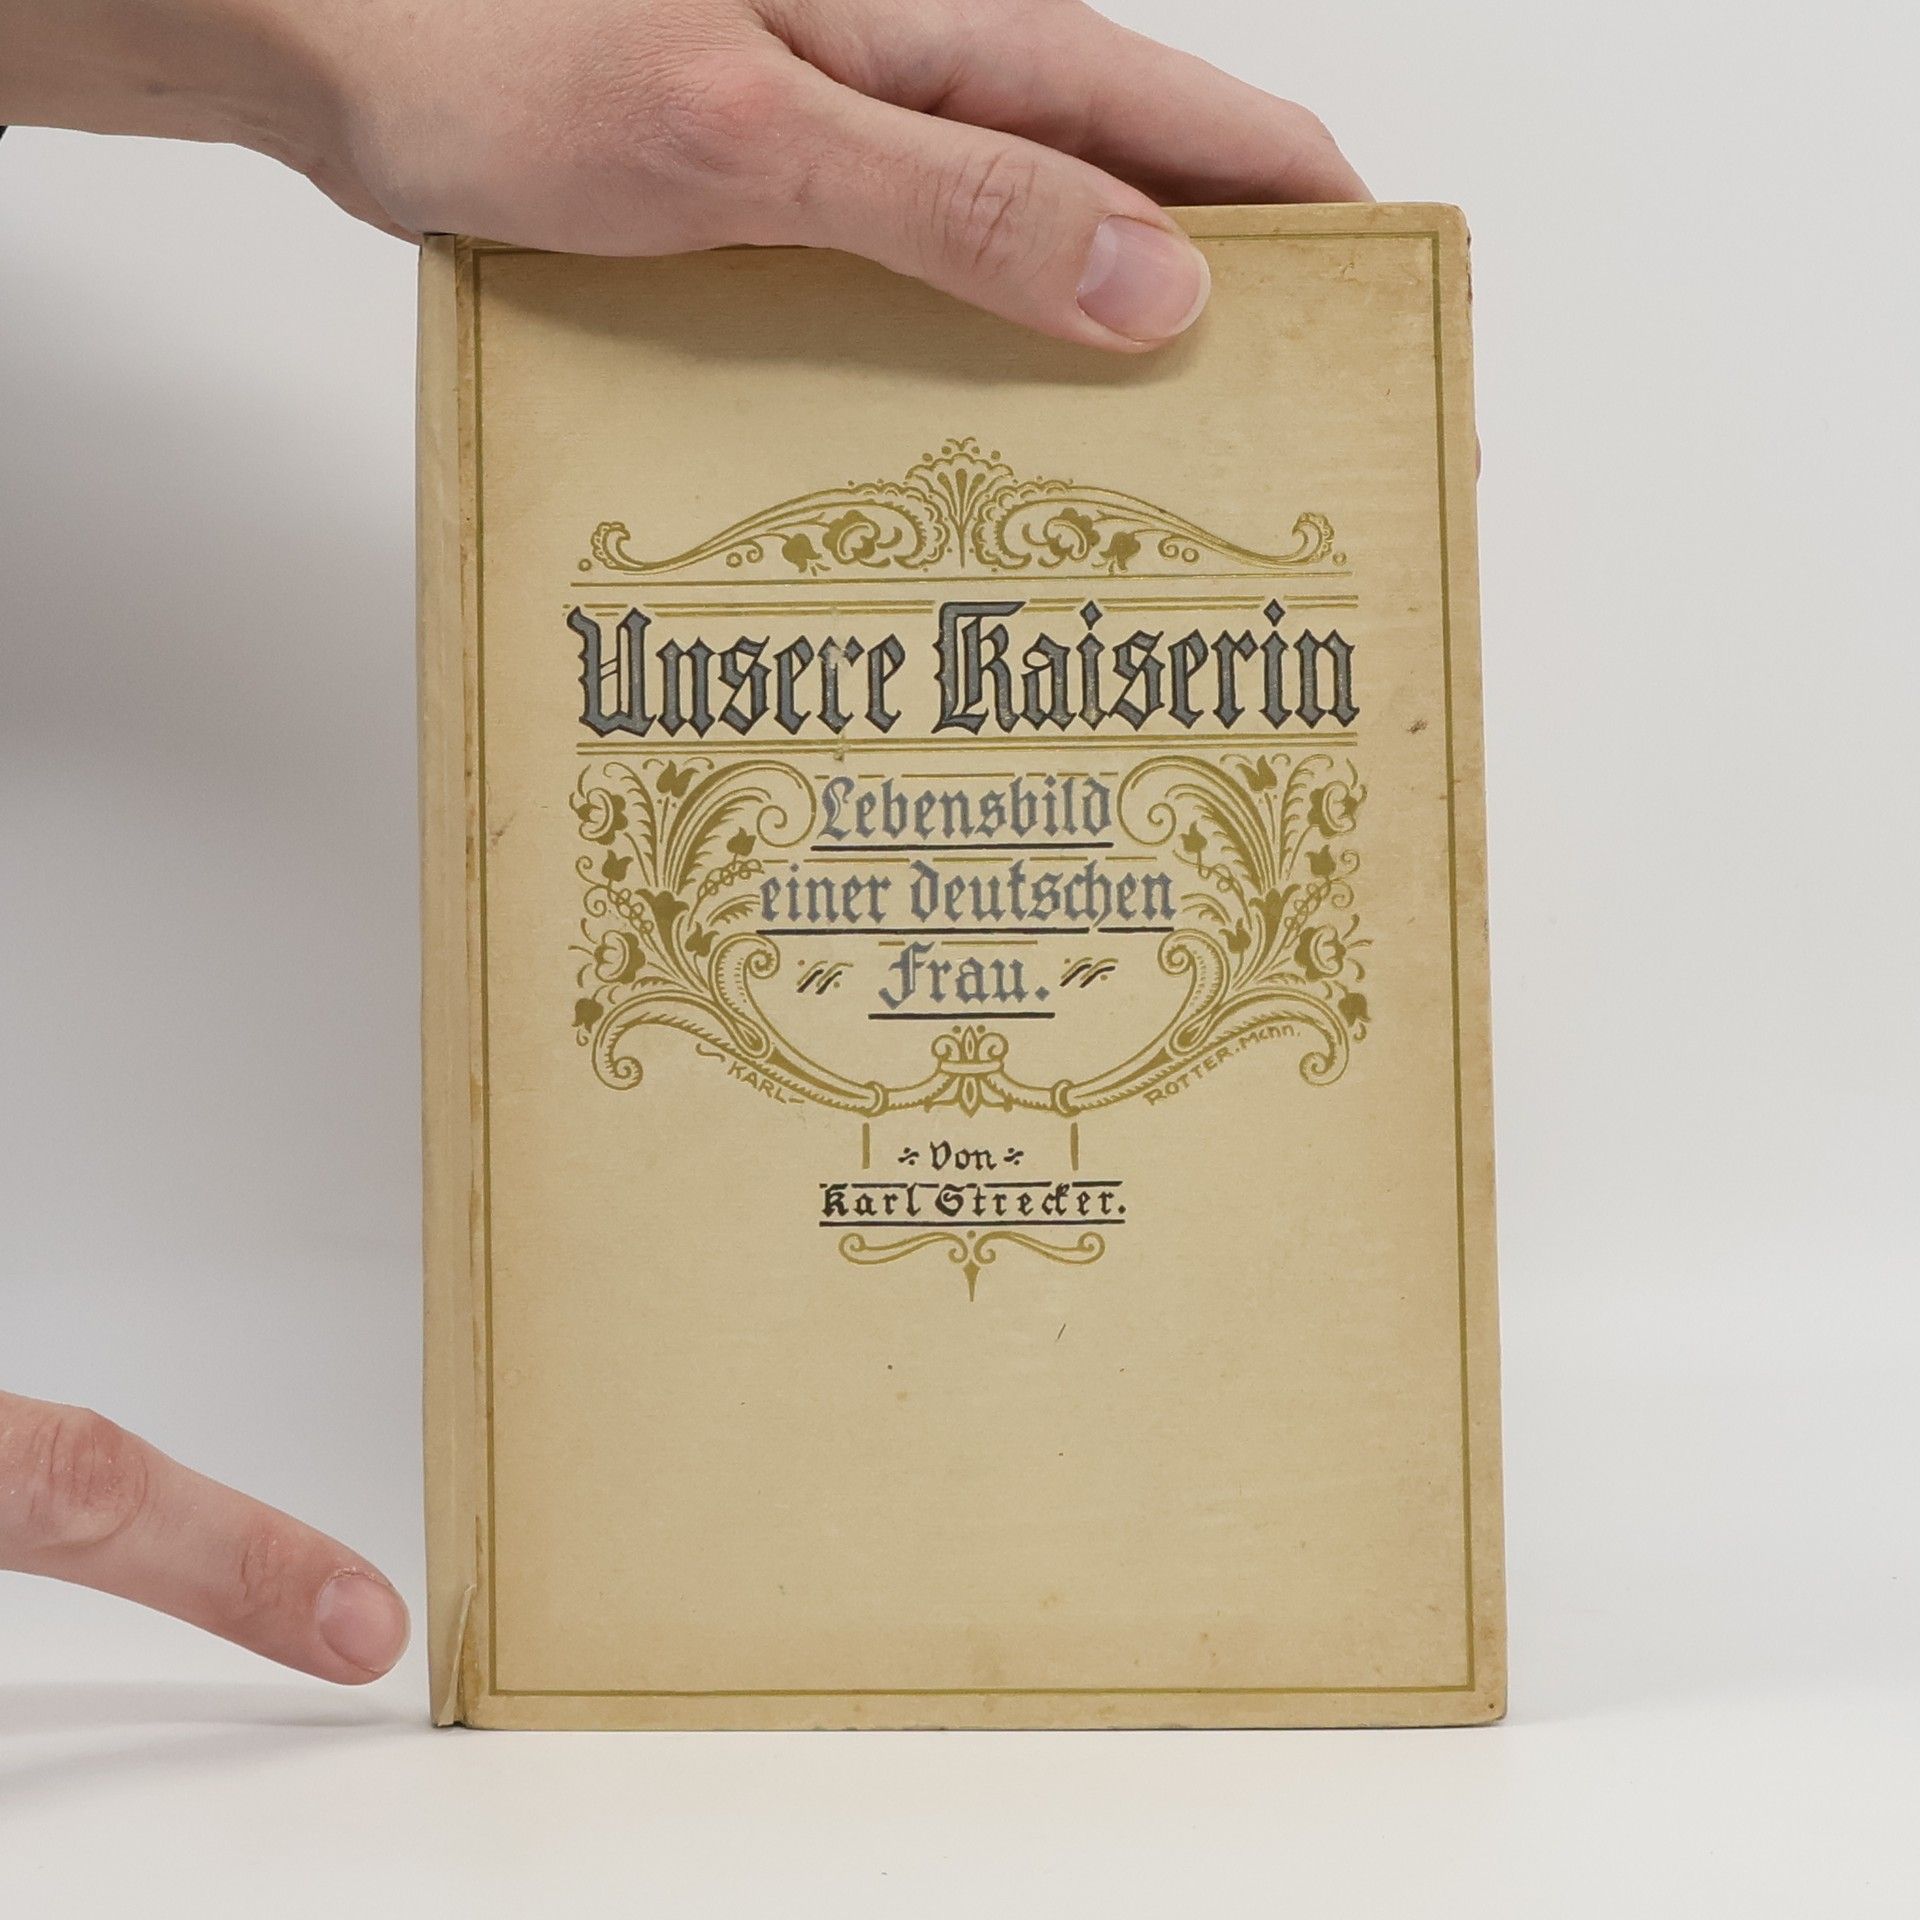 Unsere Kaiserin
Lebensbild
einer deutschen
Frau.
KARL
ROTTER. Mchn.
Von
Karl Strecker.